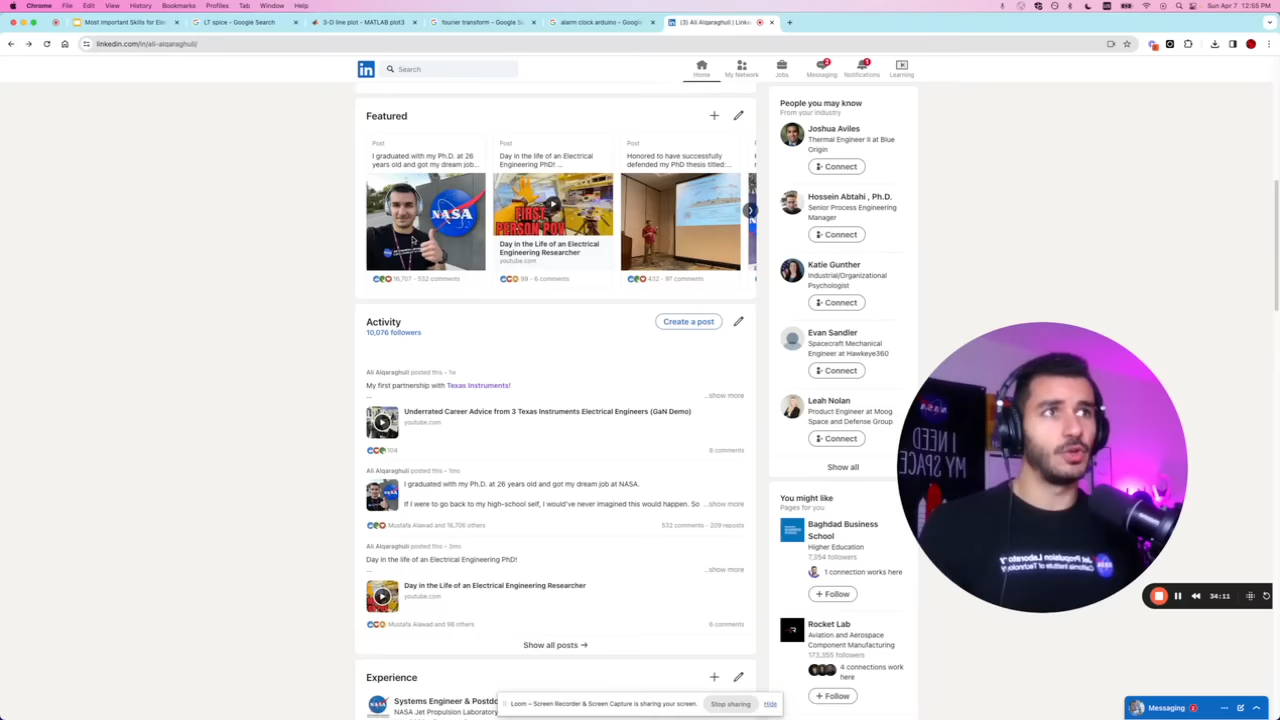 Chrome File Edit View History Bookmarks Profiles Tab Window Help
Sun Apr 7 12:55 PM
Most Important Skills for Ele
LT spice - Google Search
3-D line plot - MATLAB plot3
fourier transform - Google Se
alarm clock arduino - Google
(3) Ali Alqaraghuli | Linke
linkedin.com/in/ali-alqaraghuli/
in
Search
Home
My Network
Jobs
2
Messaging
1
Notifications
Learning
Featured
Post
I graduated with my Ph.D. at 26
years old and got my dream job...
NASA
16,707 · 532 comments
Post
Day in the life of an Electrical
Engineering PhD! ...
FIRST
PERSON POV
Day in the Life of an Electrical
Engineering Researcher
youtube.com
99 · 6 comments
Post
Honored to have successfully
defended my PhD thesis titled:...
432 · 97 comments
Activity
10,076 followers
Create a post
Ali Alqaraghuli posted this · 1w
My first partnership with Texas Instruments!
...
...show more
Underrated Career Advice from 3 Texas Instruments Electrical Engineers (GaN Demo)
youtube.com
104
8 comments
Ali Alqaraghuli posted this · 1mo
I graduated with my Ph.D. at 26 years old and got my dream job at NASA.
If I were to go back to my high-school self, I would've never imagined this would happen. So ...show more
Mustafa Alawad and 16,706 others
532 comments · 209 reposts
Ali Alqaraghuli posted this · 3mo
Day in the life of an Electrical Engineering PhD!
...
...show more
Day in the Life of an Electrical Engineering Researcher
youtube.com
Mustafa Alawad and 98 others
6 comments
Show all posts →
Experience
Systems Engineer & Postdo
NASA Jet Propulsion Laboratory
People you may know
From your industry
Joshua Aviles
Thermal Engineer II at Blue
Origin
Connect
Hossein Abtahi , Ph.D.
Senior Process Engineering
Manager
Connect
Katie Gunther
Industrial/Organizational
Psychologist
Connect
Evan Sandler
Spacecraft Mechanical
Engineer at Hawkeye360
Connect
Leah Nolan
Product Engineer at Moog
Space and Defense Group
Connect
Show all
You might like
Pages for you
Baghdad Business
School
Higher Education
7,354 followers
1 connection works here
+ Follow
Rocket Lab
Aviation and Aerospace
Component Manufacturing
173,355 followers
4 connections work
here
+ Follow
I NEED
MY SPACE
Jet Propulsion Laboratory
California Institute of Technology
34:11
Loom – Screen Recorder & Screen Capture is sharing your screen.
Stop sharing
Hide
Messaging 2